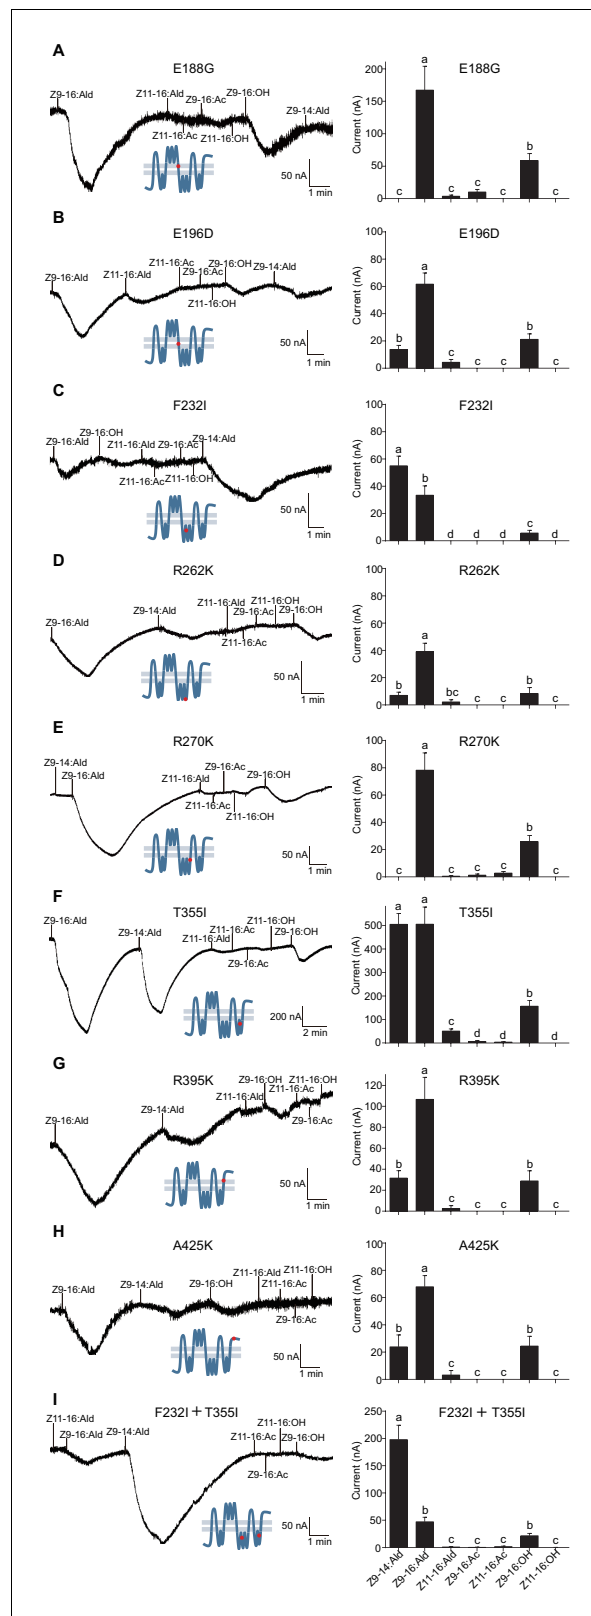 A
E188G
Z9-16:Ald
Z11-16:Ald
Z9-16:Ac
Z9-16:OH
Z9-14:Ald
Z11-16:Ac
Z11-16:OH
50 nA
1 min
E188G
Current (nA)
200
150
100
50
0
c
a
c
c
c
b
c
B
E196D
Z9-16:Ald
Z11-16:Ald
Z11-16:Ac
Z9-16:Ac
Z9-16:OH
Z9-14:Ald
Z11-16:OH
50 nA
1 min
E196D
Current (nA)
100
80
60
40
20
0
b
a
c
c
c
b
c
C
F232I
Z9-16:Ald
Z9-16:OH
Z11-16:Ald
Z9-16:Ac
Z9-14:Ald
Z11-16:Ac
Z11-16:OH
50 nA
1 min
F232I
Current (nA)
100
80
60
40
20
0
a
b
d
d
d
c
d
D
R262K
Z9-16:Ald
Z9-14:Ald
Z11-16:Ald
Z9-16:Ac
Z11-16:OH
Z9-16:OH
Z11-16:Ac
50 nA
1 min
R262K
Current (nA)
100
80
60
40
20
0
b
a
bc
c
c
b
c
E
R270K
Z9-14:Ald
Z9-16:Ald
Z11-16:Ald
Z9-16:Ac
Z9-16:OH
Z11-16:Ac
Z11-16:OH
50 nA
1 min
R270K
Current (nA)
100
80
60
40
20
0
c
a
c
c
c
b
c
F
T355I
Z9-16:Ald
Z9-14:Ald
Z11-16:Ald
Z11-16:Ac
Z11-16:OH
Z9-16:OH
Z9-16:Ac
200 nA
2 min
T355I
Current (nA)
500
400
300
200
100
0
a
a
c
d
d
b
d
G
R395K
Z9-16:Ald
Z9-14:Ald
Z11-16:Ald
Z9-16:OH
Z11-16:Ac
Z11-16:OH
Z9-16:Ac
50 nA
1 min
R395K
Current (nA)
120
100
80
60
40
20
0
b
a
c
c
c
b
c
H
A425K
Z9-16:Ald
Z9-14:Ald
Z9-16:OH
Z11-16:Ald
Z11-16:Ac
Z11-16:OH
Z9-16:Ac
50 nA
1 min
A425K
Current (nA)
100
80
60
40
20
0
b
a
c
c
c
b
c
I
F232I + T355I
Z11-16:Ald
Z9-16:Ald
Z9-14:Ald
Z11-16:Ac
Z11-16:OH
Z9-16:OH
Z9-16:Ac
50 nA
1 min
F232I + T355I
Current (nA)
250
200
150
100
50
0
a
b
c
c
c
b
c
Z9-14:Ald
Z9-16:Ald
Z11-16:Ald
Z9-16:Ac
Z11-16:Ac
Z9-16:OH
Z11-16:OH